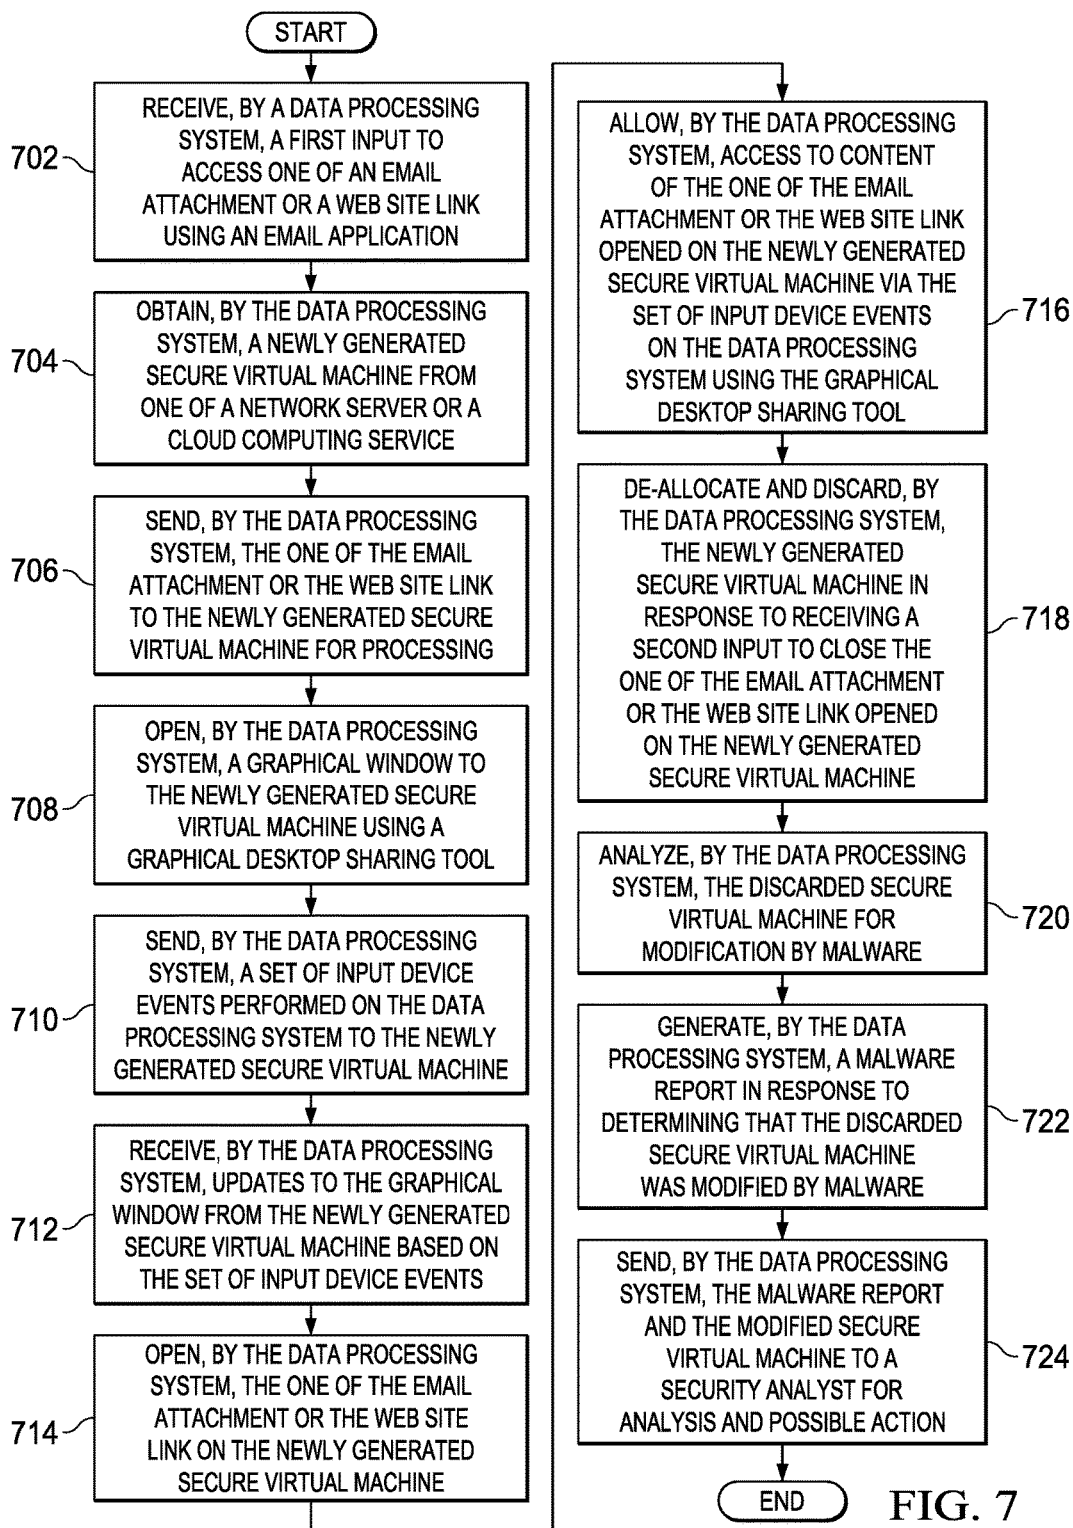 START
702
RECEIVE, BY A DATA PROCESSING
SYSTEM, A FIRST INPUT TO
ACCESS ONE OF AN EMAIL
ATTACHMENT OR A WEB SITE LINK
USING AN EMAIL APPLICATION
704
OBTAIN, BY THE DATA PROCESSING
SYSTEM, A NEWLY GENERATED
SECURE VIRTUAL MACHINE FROM
ONE OF A NETWORK SERVER OR A
CLOUD COMPUTING SERVICE
706
SEND, BY THE DATA PROCESSING
SYSTEM, THE ONE OF THE EMAIL
ATTACHMENT OR THE WEB SITE LINK
TO THE NEWLY GENERATED SECURE
VIRTUAL MACHINE FOR PROCESSING
708
OPEN, BY THE DATA PROCESSING
SYSTEM, A GRAPHICAL WINDOW TO
THE NEWLY GENERATED SECURE
VIRTUAL MACHINE USING A
GRAPHICAL DESKTOP SHARING TOOL
710
SEND, BY THE DATA PROCESSING
SYSTEM, A SET OF INPUT DEVICE
EVENTS PERFORMED ON THE DATA
PROCESSING SYSTEM TO THE NEWLY
GENERATED SECURE VIRTUAL MACHINE
712
RECEIVE, BY THE DATA PROCESSING
SYSTEM, UPDATES TO THE GRAPHICAL
WINDOW FROM THE NEWLY GENERATED
SECURE VIRTUAL MACHINE BASED ON
THE SET OF INPUT DEVICE EVENTS
714
OPEN, BY THE DATA PROCESSING
SYSTEM, THE ONE OF THE EMAIL
ATTACHMENT OR THE WEB SITE
LINK ON THE NEWLY GENERATED
SECURE VIRTUAL MACHINE
ALLOW, BY THE DATA PROCESSING
SYSTEM, ACCESS TO CONTENT
OF THE ONE OF THE EMAIL
ATTACHMENT OR THE WEB SITE LINK
OPENED ON THE NEWLY GENERATED
SECURE VIRTUAL MACHINE VIA THE
SET OF INPUT DEVICE EVENTS
ON THE DATA PROCESSING
SYSTEM USING THE GRAPHICAL
DESKTOP SHARING TOOL
716
DE-ALLOCATE AND DISCARD, BY
THE DATA PROCESSING SYSTEM,
THE NEWLY GENERATED
SECURE VIRTUAL MACHINE IN
RESPONSE TO RECEIVING A
SECOND INPUT TO CLOSE THE
ONE OF THE EMAIL ATTACHMENT
OR THE WEB SITE LINK OPENED
ON THE NEWLY GENERATED
SECURE VIRTUAL MACHINE
718
ANALYZE, BY THE DATA PROCESSING
SYSTEM, THE DISCARDED SECURE
VIRTUAL MACHINE FOR
MODIFICATION BY MALWARE
720
GENERATE, BY THE DATA
PROCESSING SYSTEM, A MALWARE
REPORT IN RESPONSE TO
DETERMINING THAT THE DISCARDED
SECURE VIRTUAL MACHINE
WAS MODIFIED BY MALWARE
722
SEND, BY THE DATA PROCESSING
SYSTEM, THE MALWARE REPORT
AND THE MODIFIED SECURE
VIRTUAL MACHINE TO A
SECURITY ANALYST FOR
ANALYSIS AND POSSIBLE ACTION
724
END
FIG. 7